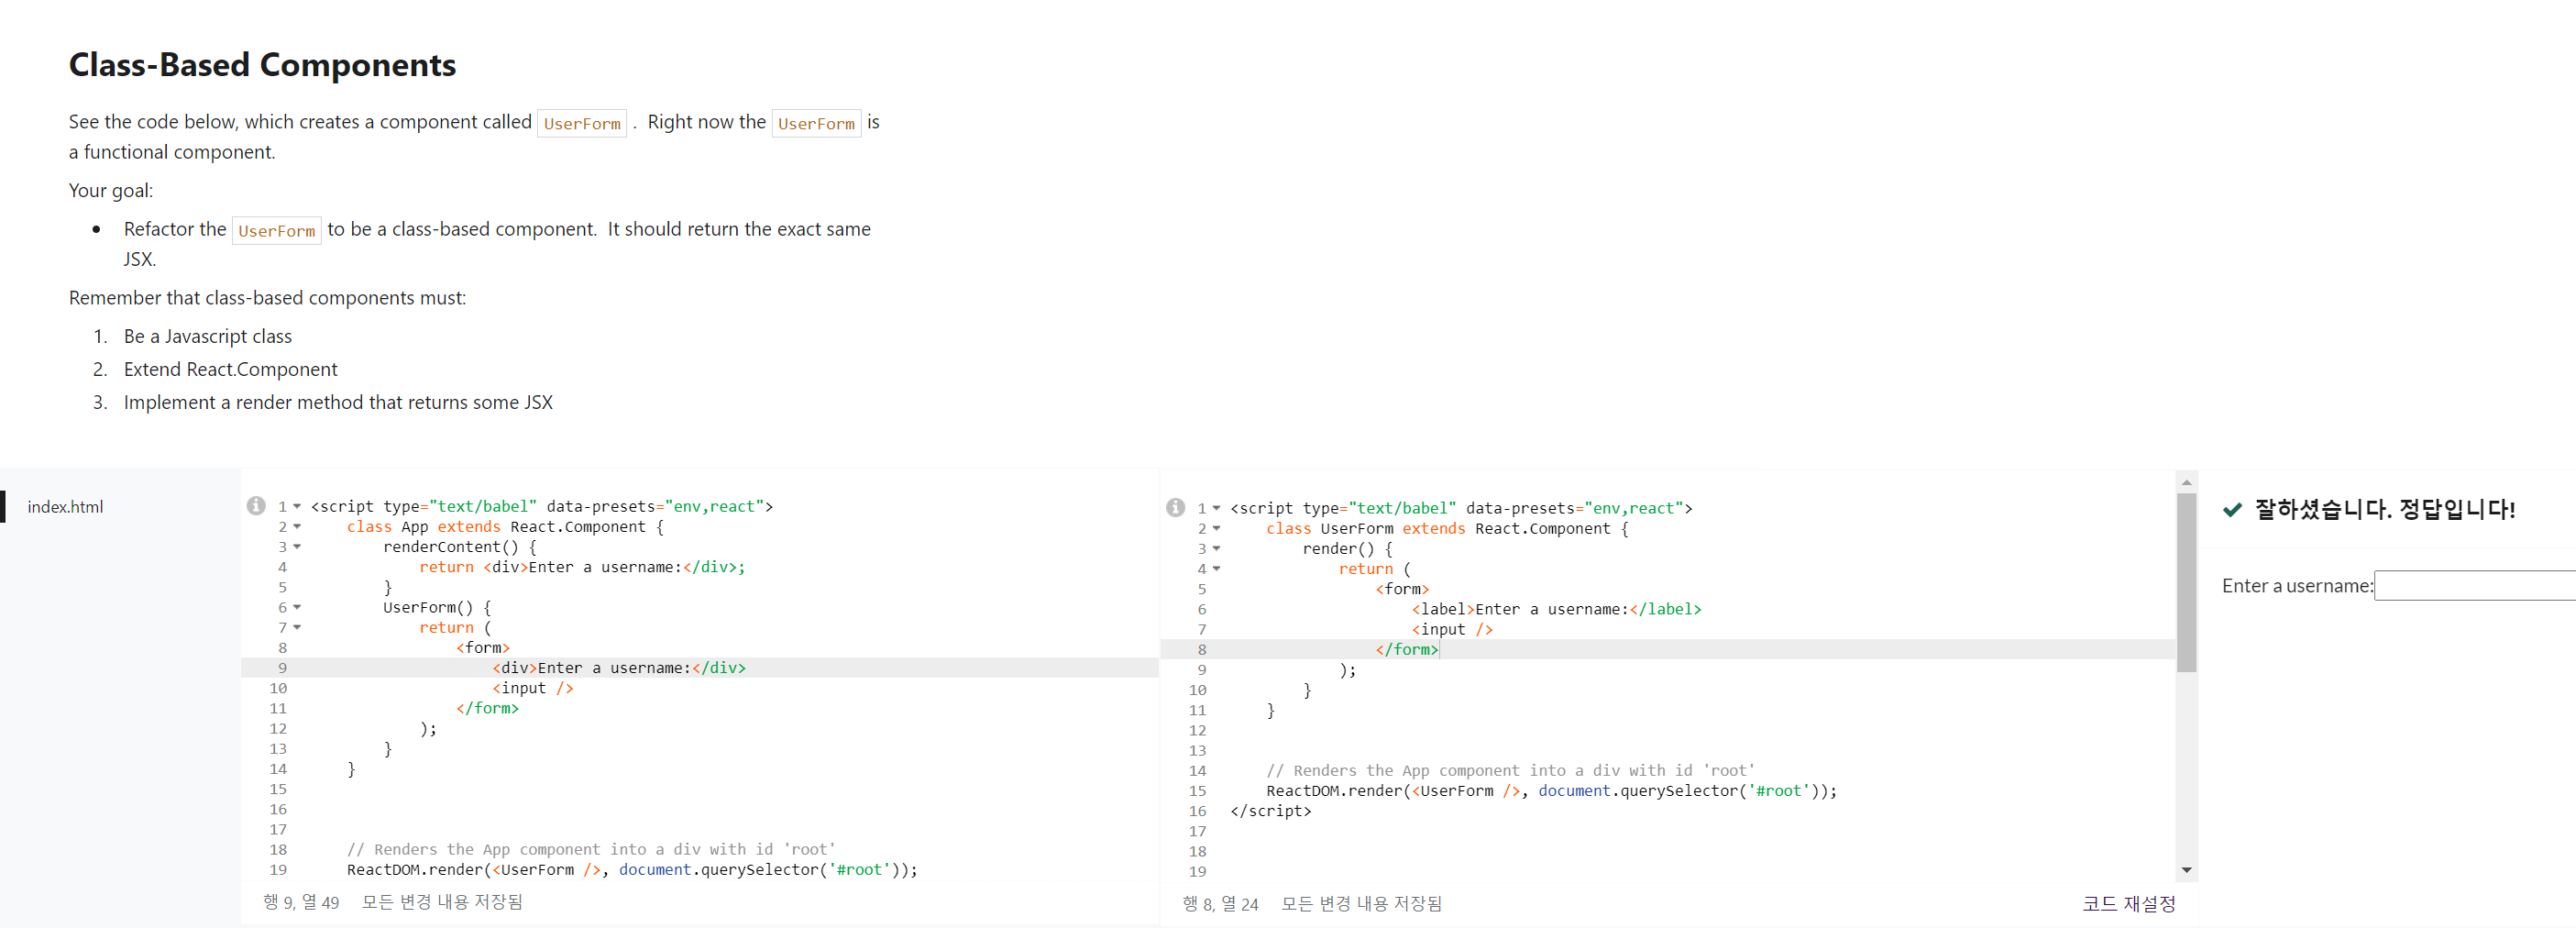 Class-Based Components
See the code below, which creates a component called UserForm . Right now the UserForm is
a functional component.
Your goal:
• Refactor the UserForm to be a class-based component. It should return the exact same
JSX.
Remember that class-based components must:
1. Be a Javascript class
2. Extend React.Component
3. Implement a render method that returns some JSX
index.html
1 <script type="text/babel" data-presets="env,react">
2 class App extends React.Component {
3 renderContent() {
4 return <div>Enter a username:</div>;
5 }
6 UserForm() {
7 return (
8 <form>
9 <div>Enter a username:</div>
10 <input />
11 </form>
12 );
13 }
14 }
15
16
17
18 // Renders the App component into a div with id 'root'
19 ReactDOM.render(<UserForm />, document.querySelector('#root'));
행 9, 열 49 모든 변경 내용 저장됨
1 <script type="text/babel" data-presets="env,react">
2 class UserForm extends React.Component {
3 render() {
4 return (
5 <form>
6 <label>Enter a username:</label>
7 <input />
8 </form>
9 );
10 }
11 }
12
13
14 // Renders the App component into a div with id 'root'
15 ReactDOM.render(<UserForm />, document.querySelector('#root'));
16 </script>
17
18
19
행 8, 열 24 모든 변경 내용 저장됨 코드 재설정
✔ 잘하셨습니다. 정답입니다!
Enter a username: